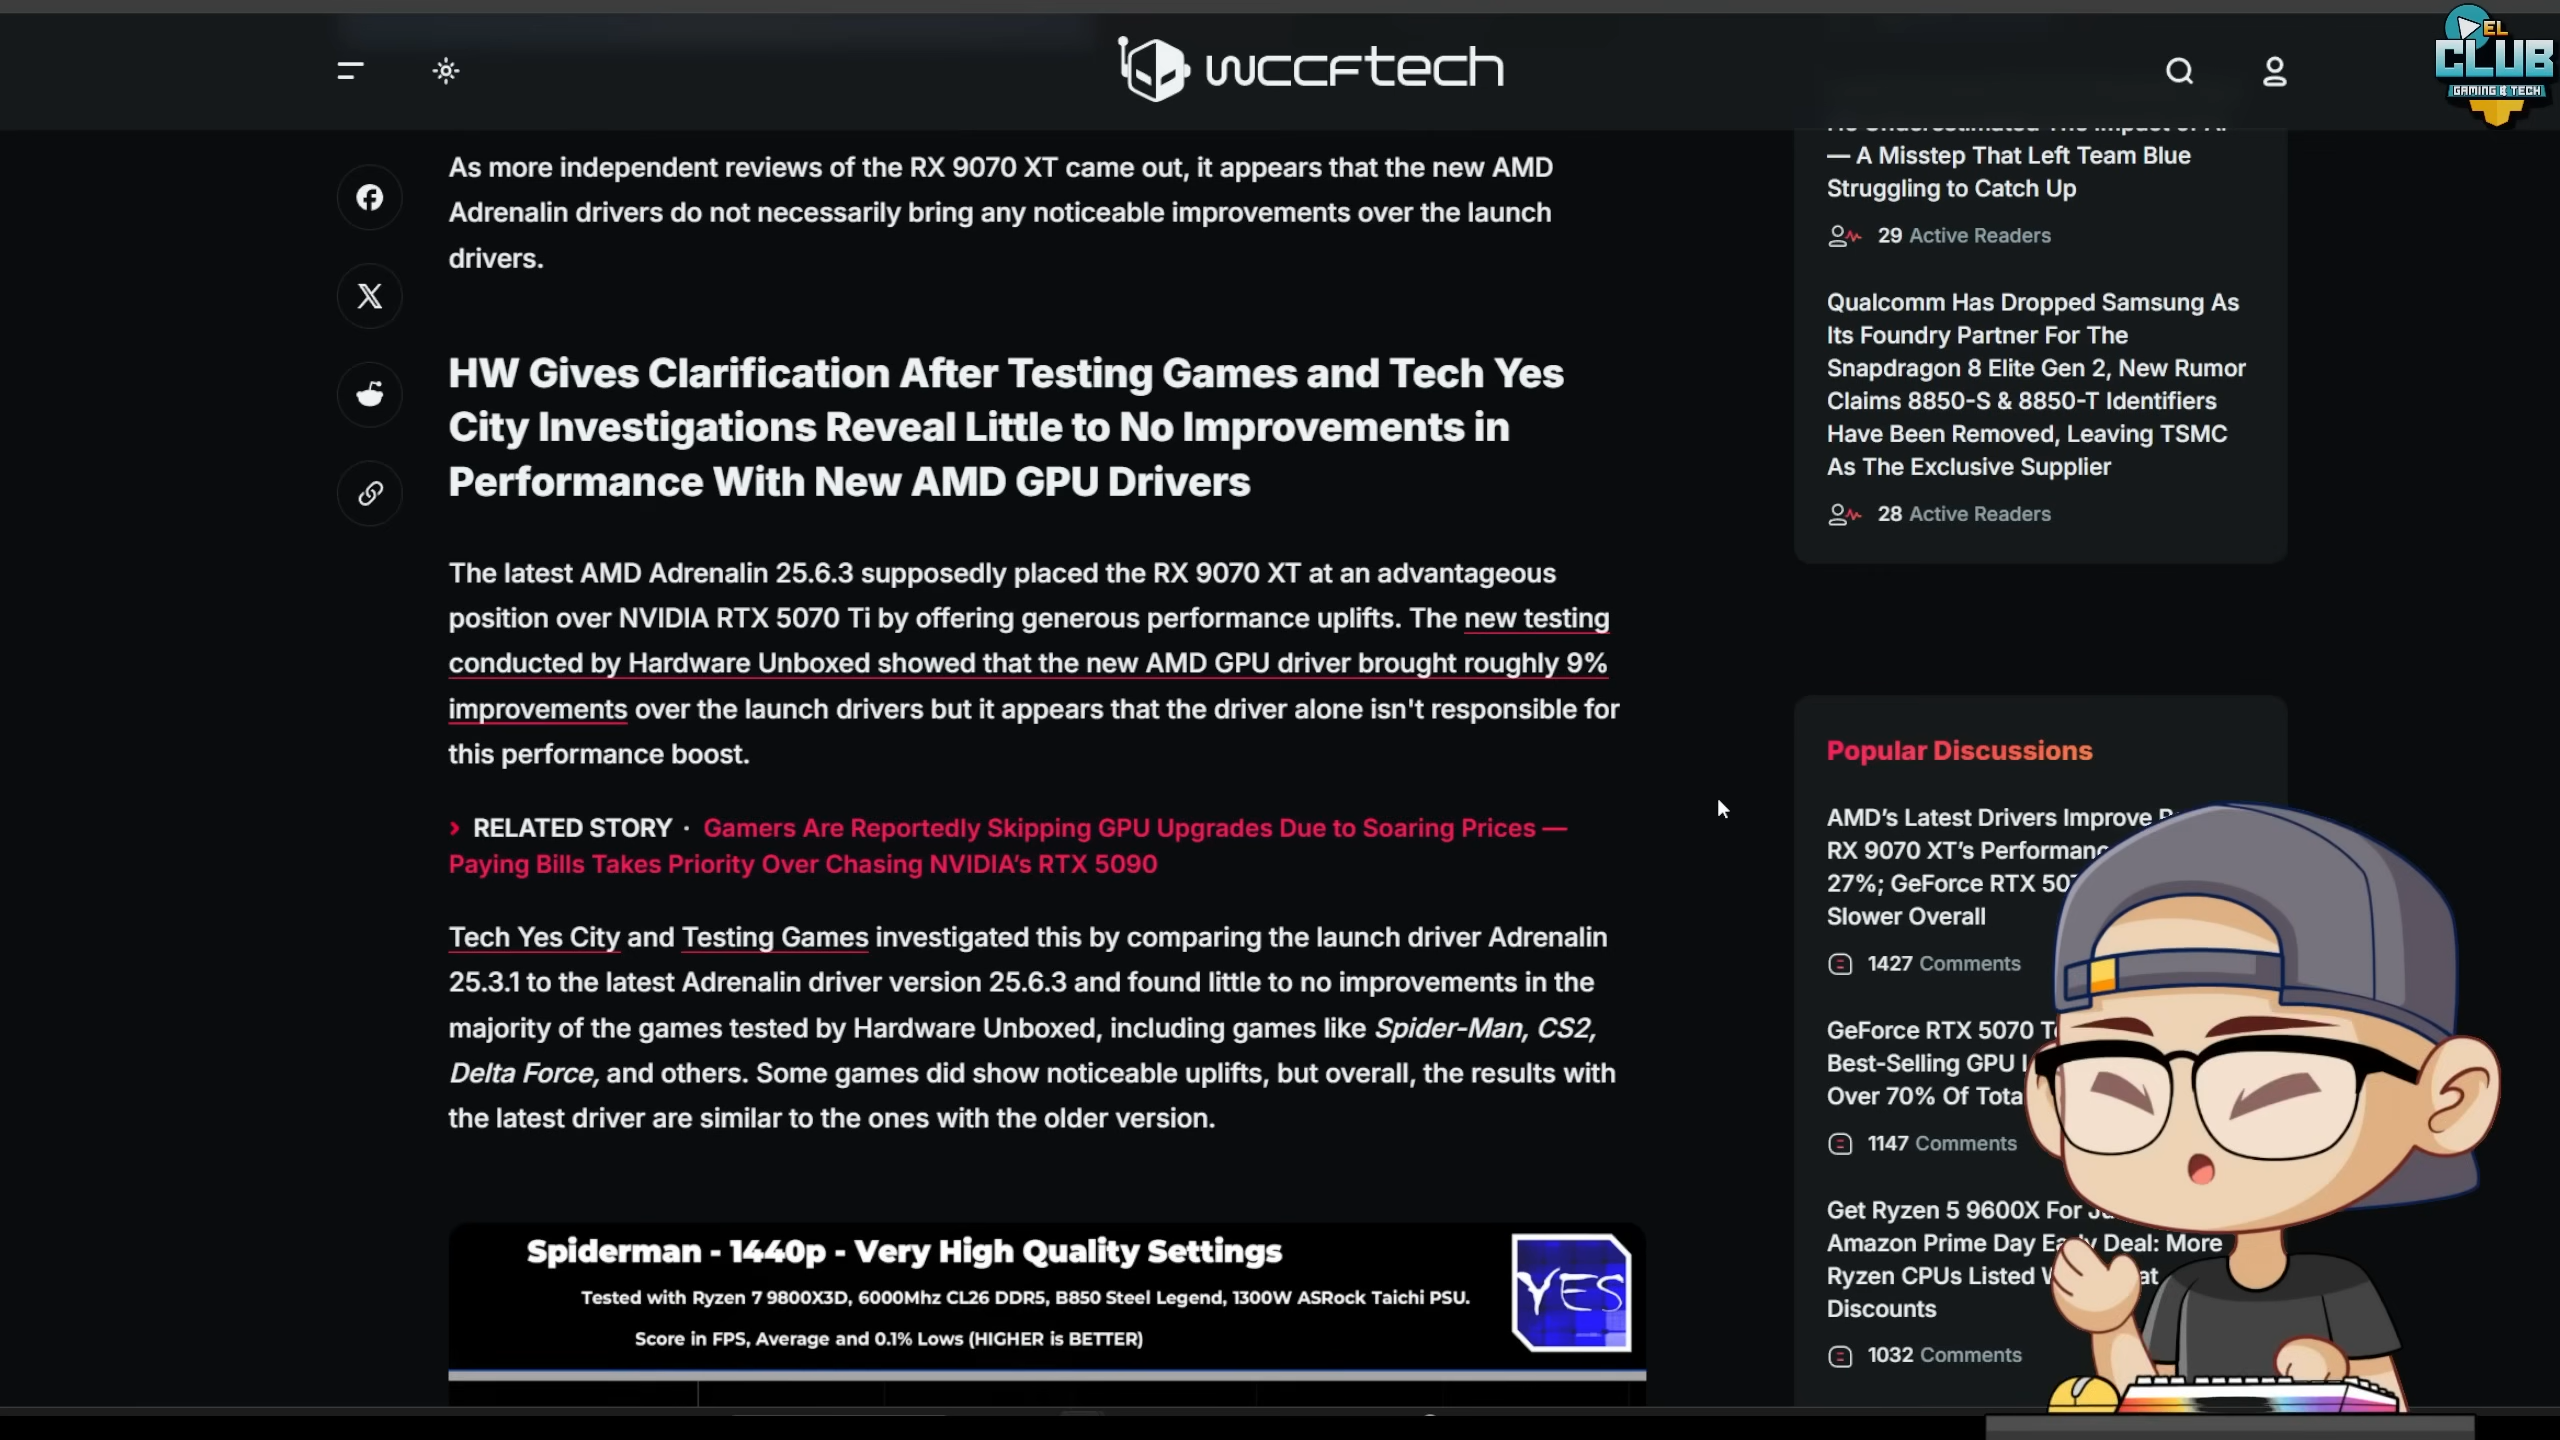 wccftech
EL
CLUB
GAMING & TECH
As more independent reviews of the RX 9070 XT came out, it appears that the new AMD
Adrenalin drivers do not necessarily bring any noticeable improvements over the launch
drivers.
HW Gives Clarification After Testing Games and Tech Yes
City Investigations Reveal Little to No Improvements in
Performance With New AMD GPU Drivers
The latest AMD Adrenalin 25.6.3 supposedly placed the RX 9070 XT at an advantageous
position over NVIDIA RTX 5070 Ti by offering generous performance uplifts. The new testing
conducted by Hardware Unboxed showed that the new AMD GPU driver brought roughly 9%
improvements over the launch drivers but it appears that the driver alone isn't responsible for
this performance boost.
› RELATED STORY · Gamers Are Reportedly Skipping GPU Upgrades Due to Soaring Prices —
Paying Bills Takes Priority Over Chasing NVIDIA's RTX 5090
Tech Yes City and Testing Games investigated this by comparing the launch driver Adrenalin
25.3.1 to the latest Adrenalin driver version 25.6.3 and found little to no improvements in the
majority of the games tested by Hardware Unboxed, including games like Spider-Man, CS2,
Delta Force, and others. Some games did show noticeable uplifts, but overall, the results with
the latest driver are similar to the ones with the older version.
Spiderman - 1440p - Very High Quality Settings
Tested with Ryzen 7 9800X3D, 6000Mhz CL26 DDR5, B850 Steel Legend, 1300W ASRock Taichi PSU.
Score in FPS, Average and 0.1% Lows (HIGHER is BETTER)
YES
He Underestimated The Impact of AI
— A Misstep That Left Team Blue
Struggling to Catch Up
29 Active Readers
Qualcomm Has Dropped Samsung As
Its Foundry Partner For The
Snapdragon 8 Elite Gen 2, New Rumor
Claims 8850-S & 8850-T Identifiers
Have Been Removed, Leaving TSMC
As The Exclusive Supplier
28 Active Readers
Popular Discussions
AMD's Latest Drivers Improve
RX 9070 XT's
27%; GeForce RTX
Slower Overall
1427 Comments
GeForce RTX 5070
Best-Selling GPU
Over 70% Of
1147 Comments
Get Ryzen 5 9600X For
Amazon Prime Day Deal: More
Ryzen CPUs Listed
Discounts
1032 Comments